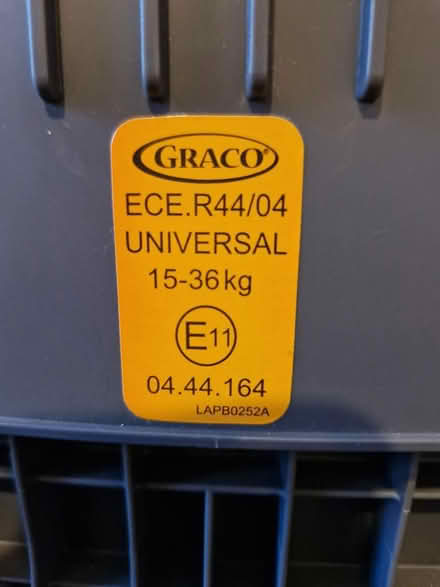 GRACO
ECE.R44/04
UNIVERSAL
15-36kg
E11
04.44.164
LAPB0252A